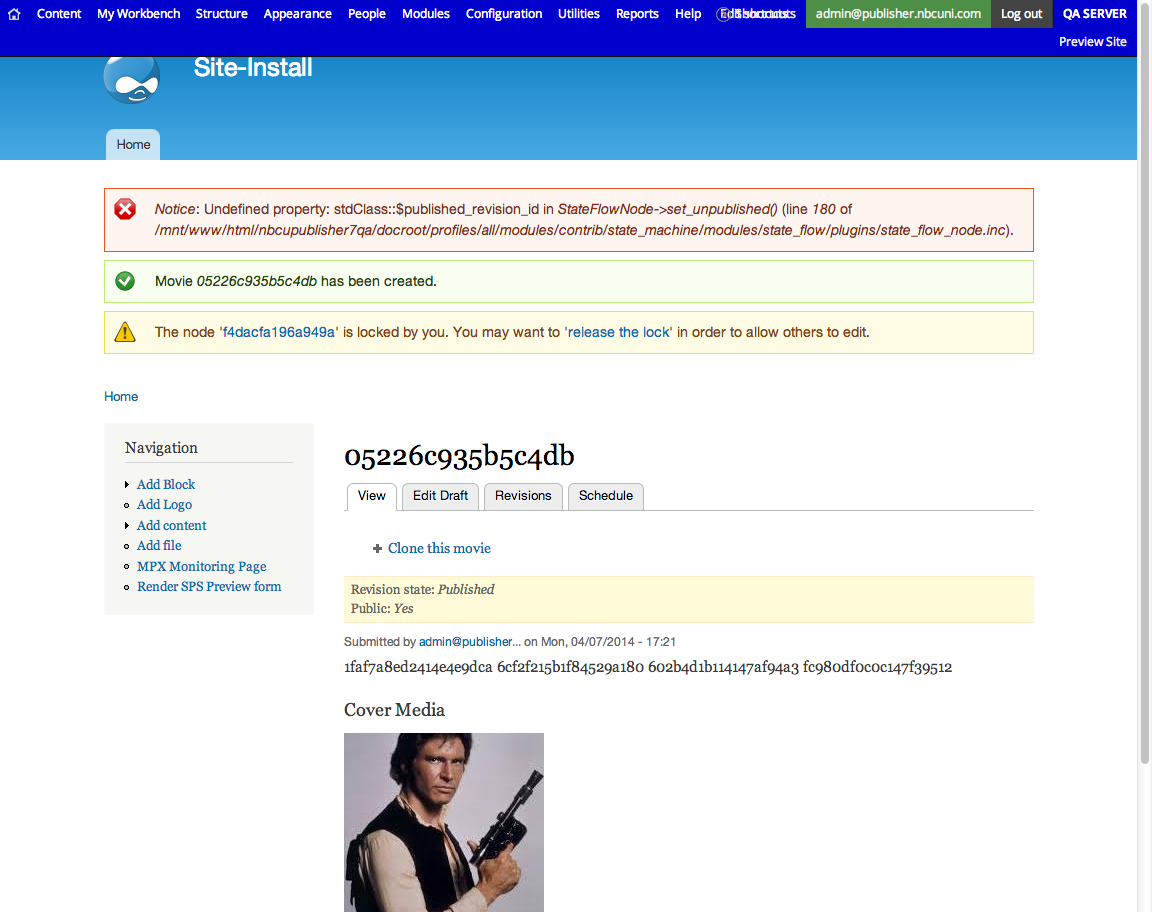 Content My Workbench Structure Appearance People Modules Configuration Utilities Reports Help Edit shortcuts admin@publisher.nbcuni.com Log out QA SERVER
Preview Site
Site-Install
Home
Notice: Undefined property: stdClass::$published_revision_id in StateFlowNode->set_unpublished() (line 180 of
/mnt/www/html/nbcupublisher7qa/docroot/profiles/all/modules/contrib/state_machine/modules/state_flow/plugins/state_flow_node.inc).
Movie 05226c935b5c4db has been created.
The node 'f4dacfa196a949a' is locked by you. You may want to 'release the lock' in order to allow others to edit.
Home
Navigation
Add Block
Add Logo
Add content
Add file
MPX Monitoring Page
Render SPS Preview form
05226c935b5c4db
View Edit Draft Revisions Schedule
Clone this movie
Revision state: Published
Public: Yes
Submitted by admin@publisher... on Mon, 04/07/2014 - 17:21
1faf7a8ed2414e4e9dca 6cf2f215b1f84529a180 602b4d1b114147af94a3 fc980df0c0c147f39512
Cover Media